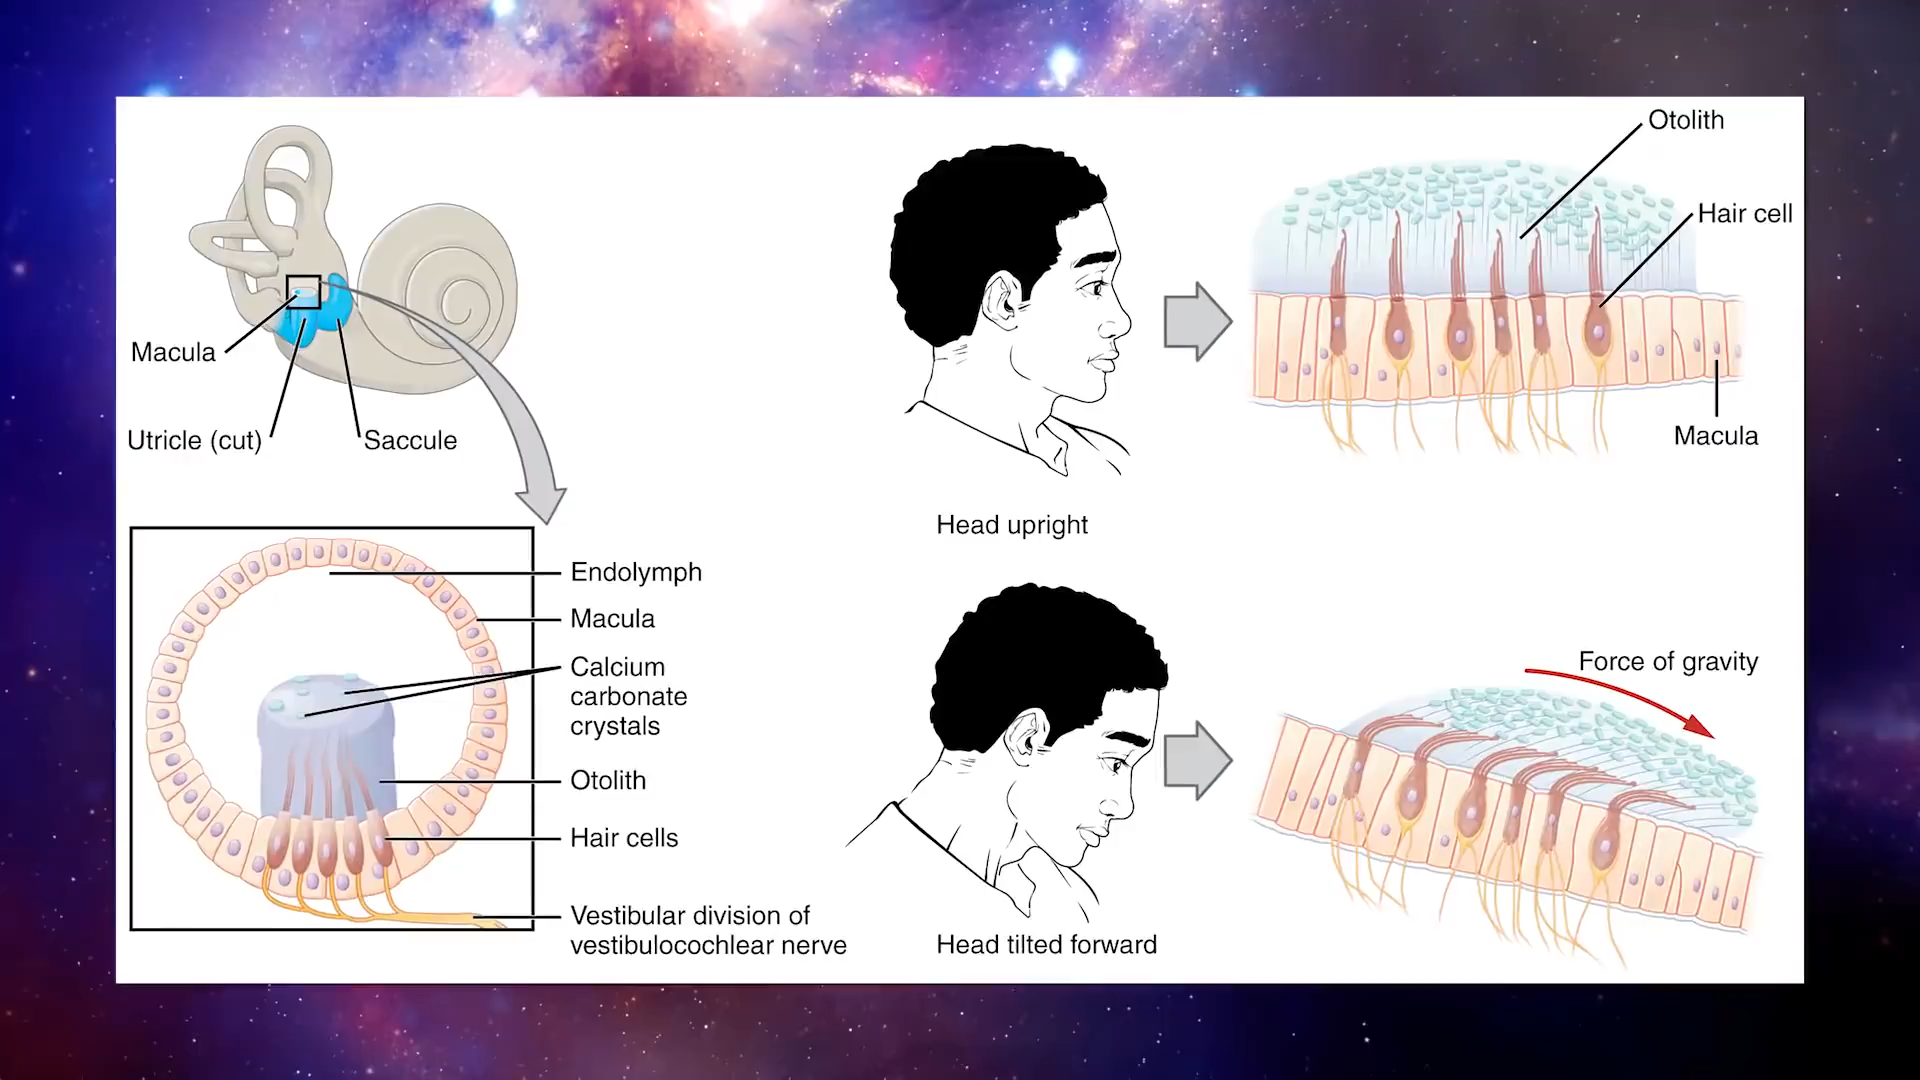 Macula
Utricle (cut)
Saccule
Endolymph
Macula
Calcium
carbonate
crystals
Otolith
Hair cells
Vestibular division of
vestibulocochlear nerve
Head upright
Otolith
Hair cell
Macula
Head tilted forward
Force of gravity